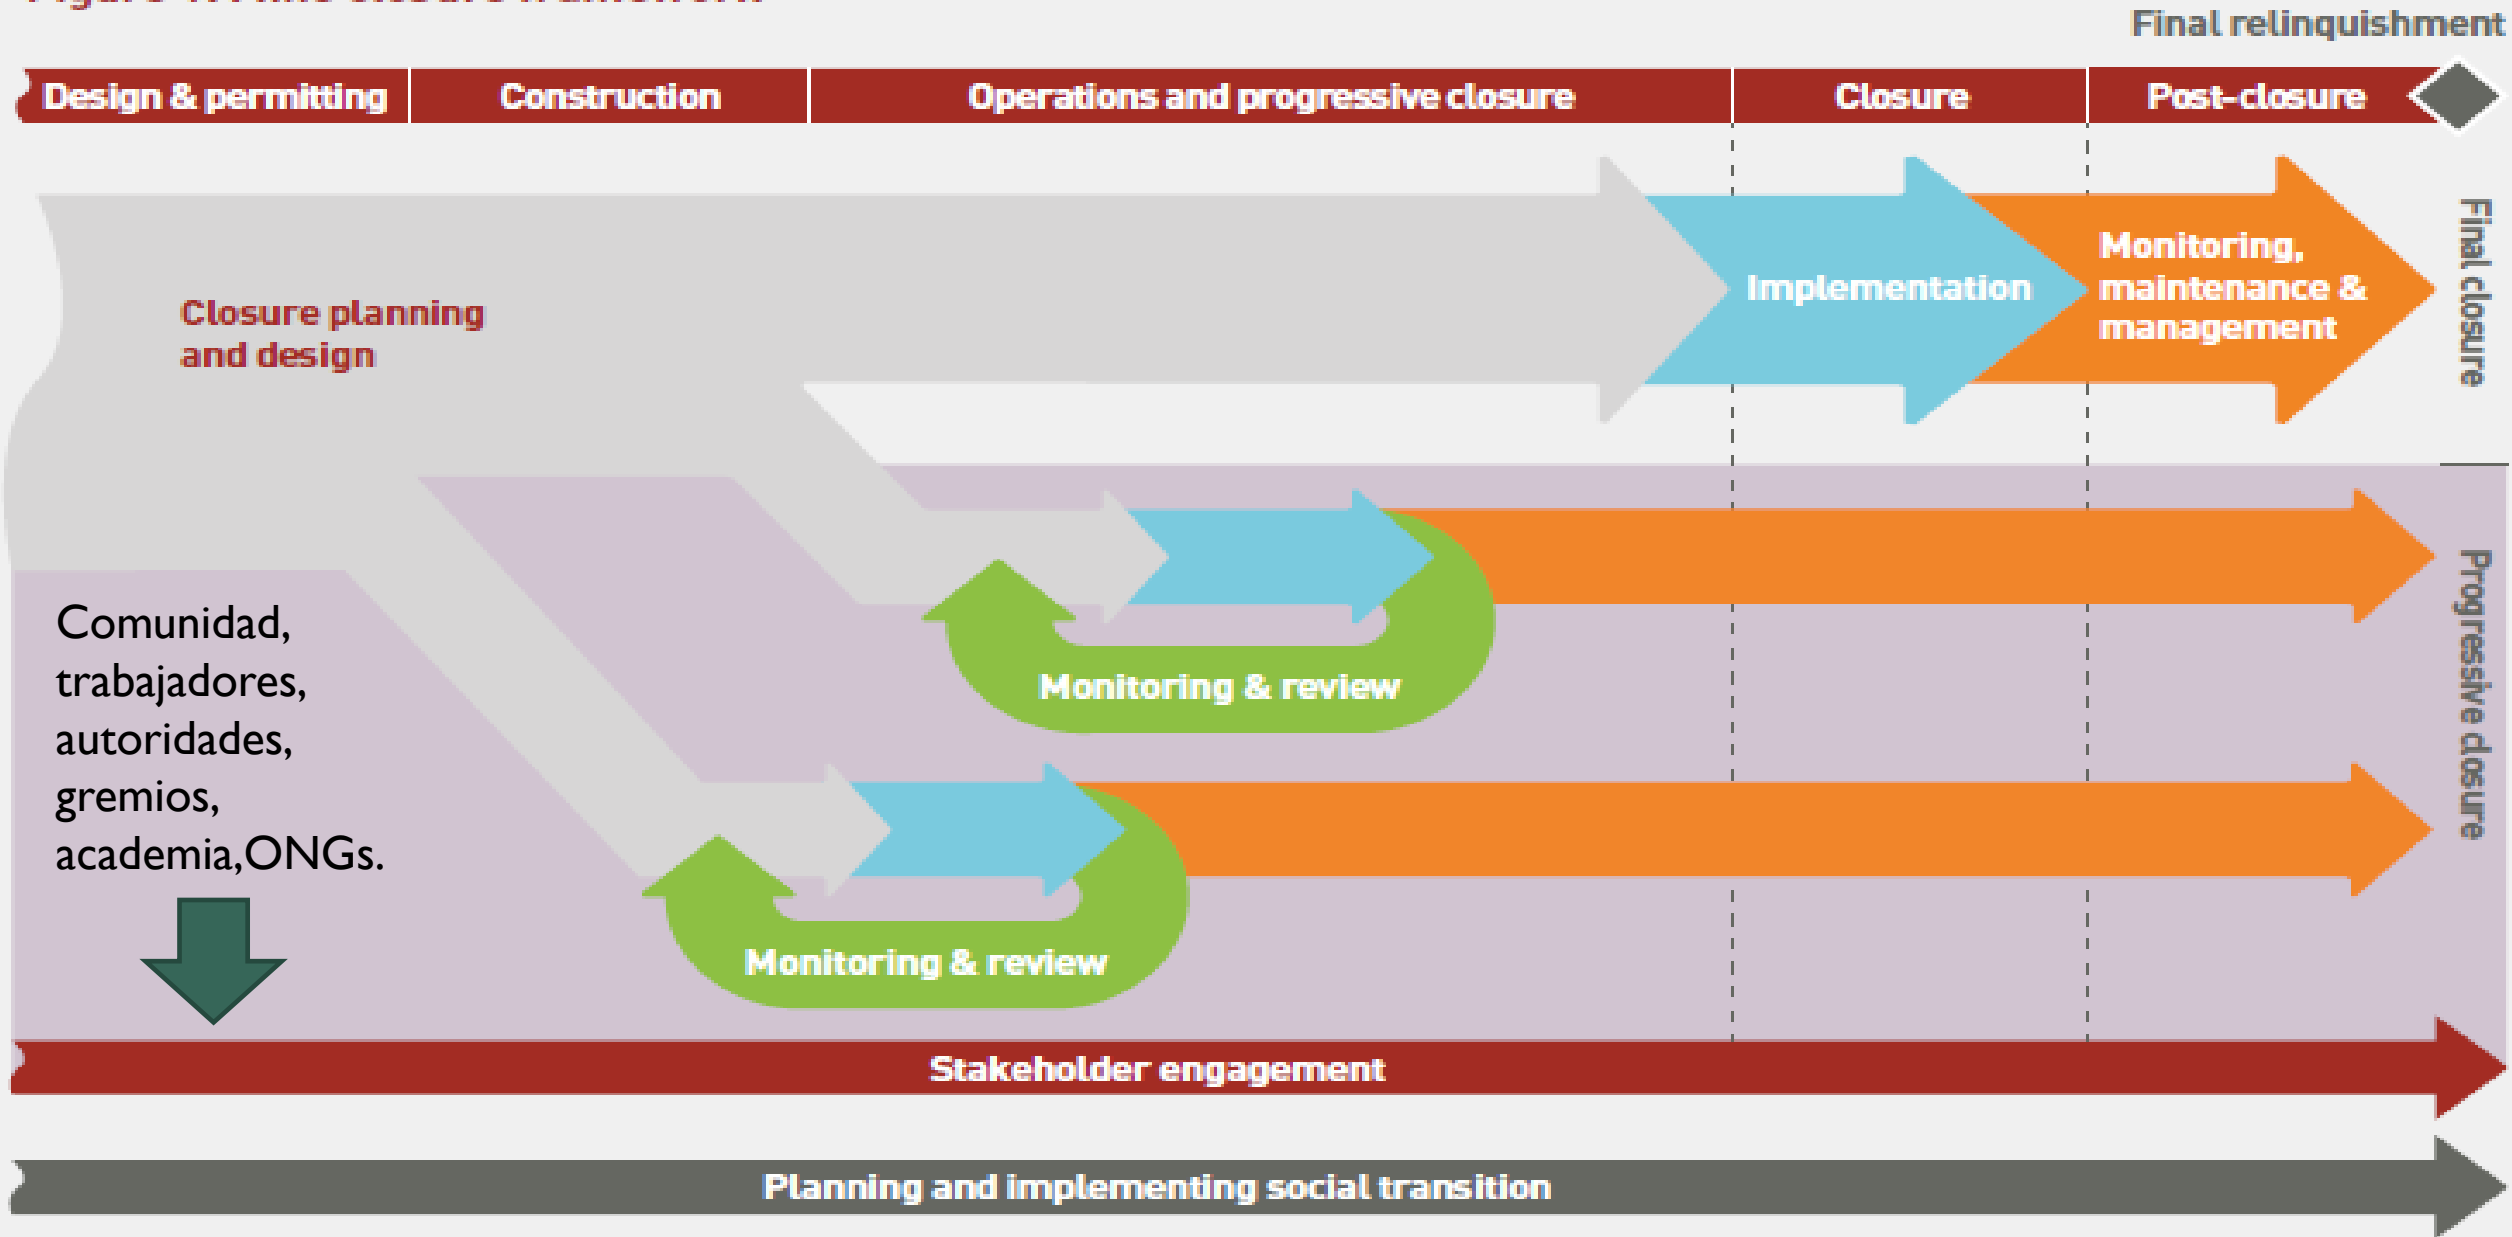 Final relinquishment
Design & permitting
Construction
Operations and progressive closure
Closure
Post-closure
Closure planning
and design
Implementation
Monitoring,
maintenance &
management
Final closure
Comunidad,
trabajadores,
autoridades,
gremios,
academia,ONGs.
Monitoring & review
Monitoring & review
Progressive closure
Stakeholder engagement
Planning and implementing social transition